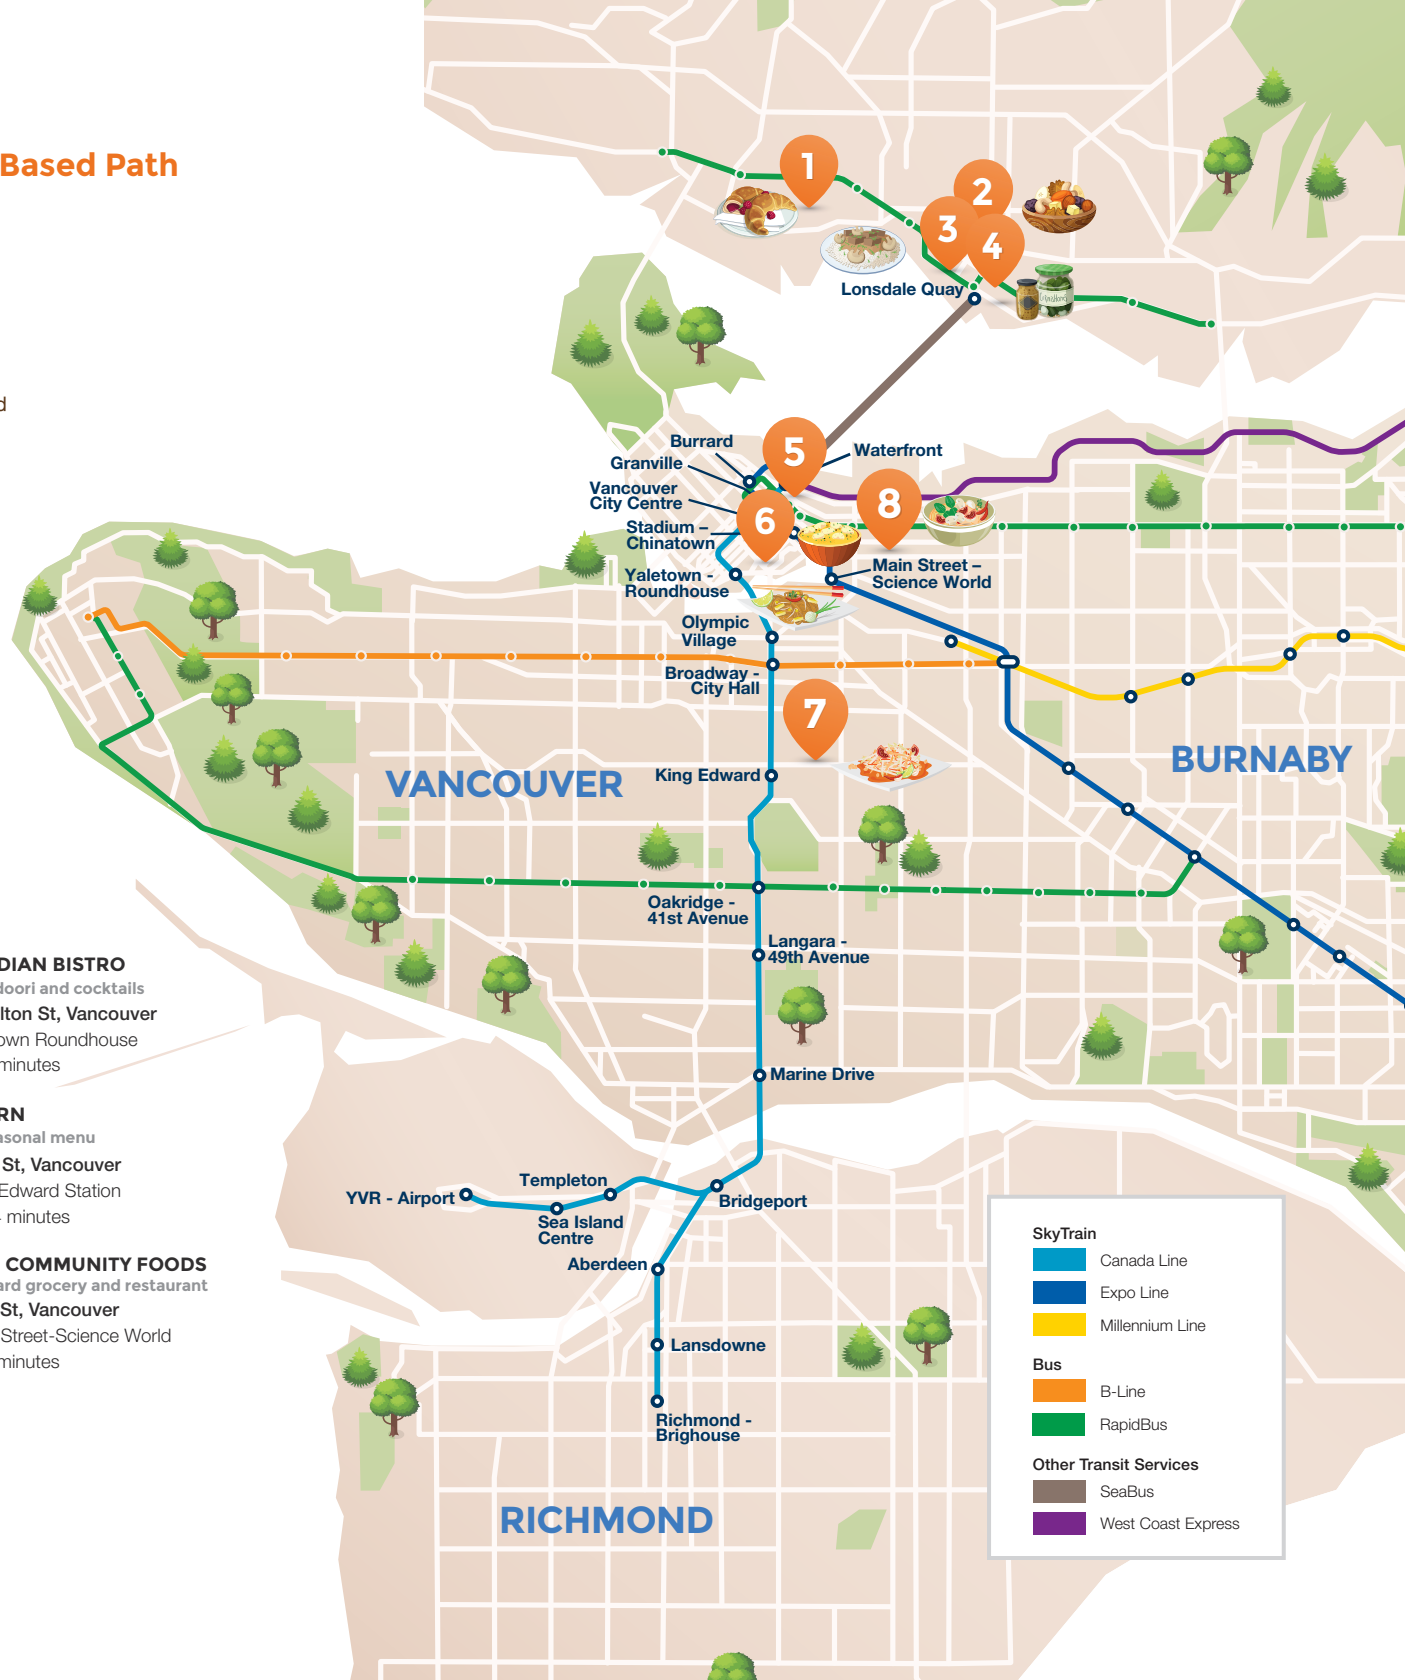 Based Path
d
DIAN BISTRO
doori and cocktails
lton St, Vancouver
own Roundhouse
minutes
RN
asonal menu
St, Vancouver
Edward Station
minutes
COMMUNITY FOODS
ard grocery and restaurant
St, Vancouver
Street-Science World
minutes
1
2
3
4
Lonsdale Quay
5
Burrard
Granville
Vancouver
City Centre
Stadium –
Chinatown
Waterfront
8
6
Yaletown -
Roundhouse
Main Street –
Science World
Olympic
Village
Broadway -
City Hall
7
King Edward
VANCOUVER
BURNABY
Oakridge -
41st Avenue
Langara -
49th Avenue
Marine Drive
Templeton
YVR - Airport
Sea Island
Centre
Bridgeport
Aberdeen
Lansdowne
Richmond -
Brighouse
RICHMOND
SkyTrain
Canada Line
Expo Line
Millennium Line
Bus
B-Line
RapidBus
Other Transit Services
SeaBus
West Coast Express